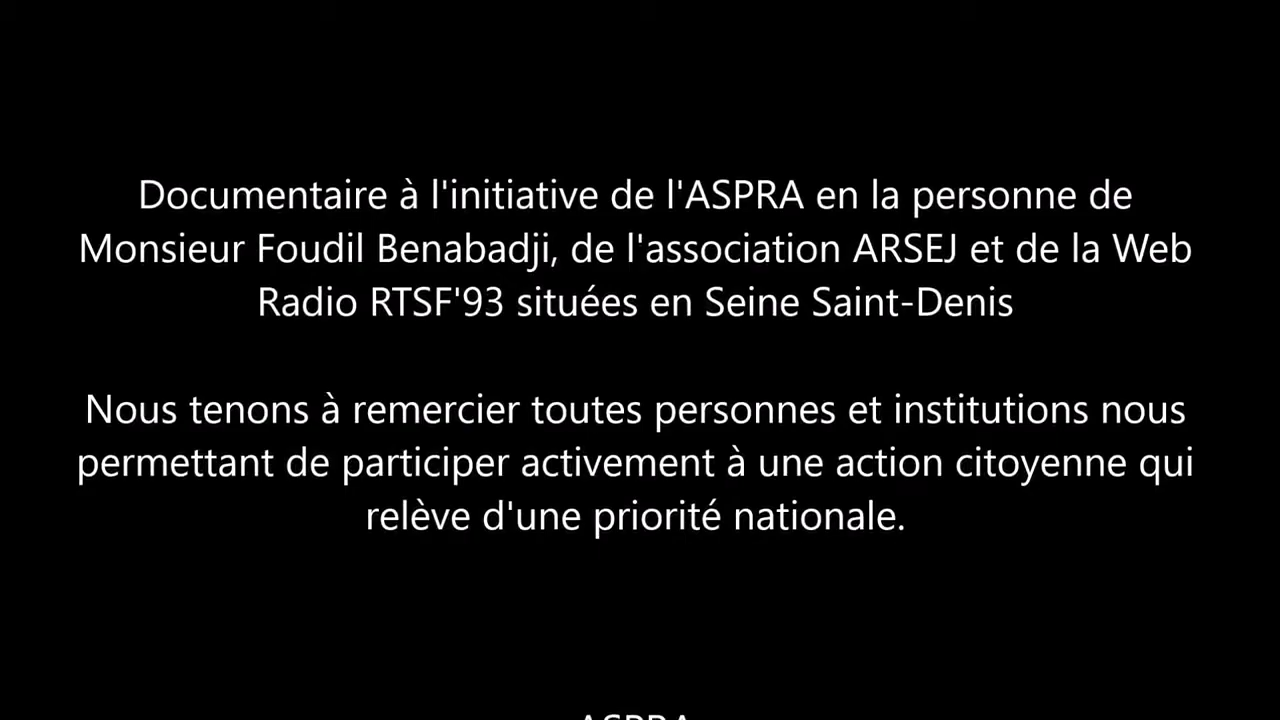 Documentaire à l'initiative de l'ASPRA en la personne de
Monsieur Foudil Benabadji, de l'association ARSEJ et de la Web
Radio RTSF'93 situées en Seine Saint-Denis
Nous tenons à remercier toutes personnes et institutions nous
permettant de participer activement à une action citoyenne qui
relève d'une priorité nationale.
ASPRA